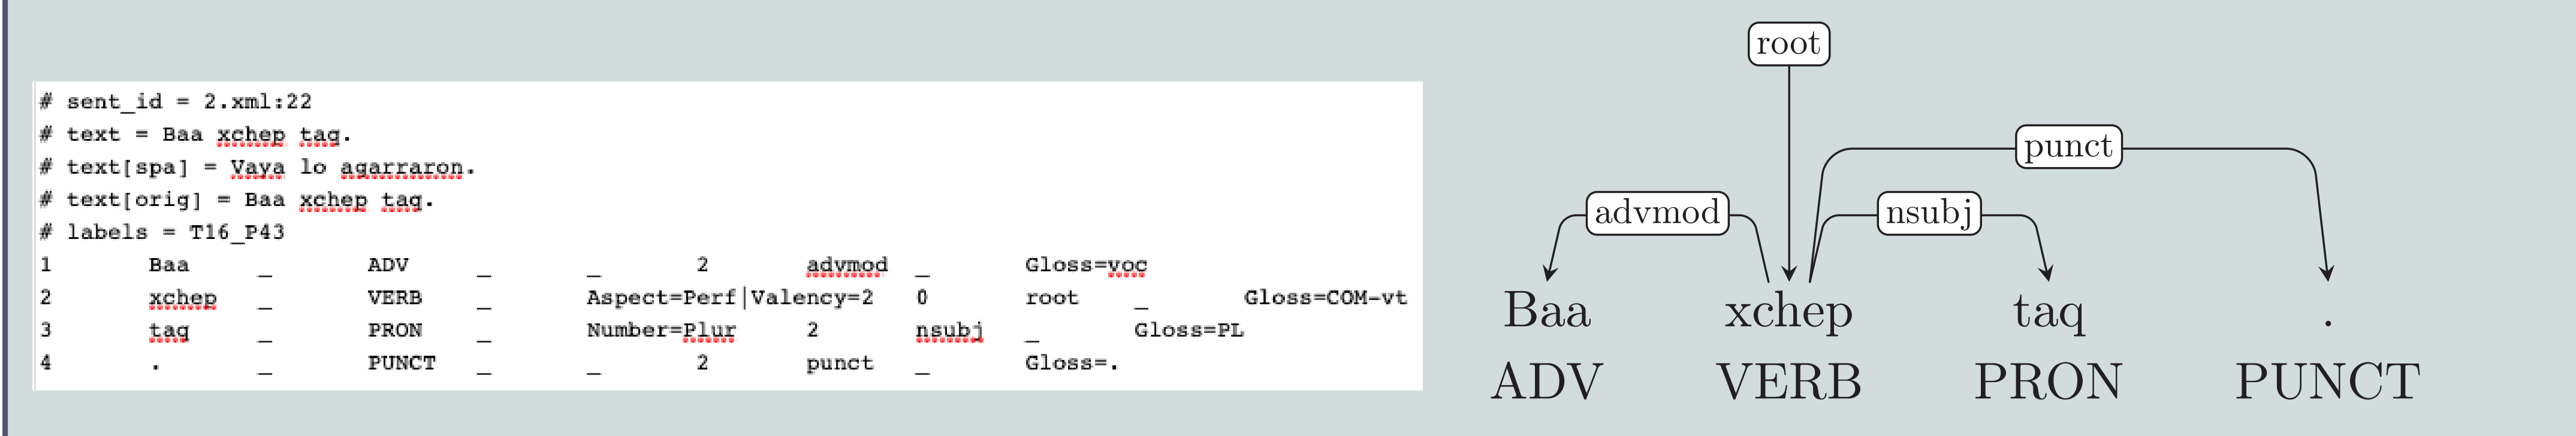 # sent_id = 2.xml:22
# text = Baa xchep taq.
# text[spa] = Vaya lo agarraron.
# text[orig] = Baa xchep taq.
# labels = T16_P43
1 Baa _ ADV _ _ 2 advmod _ Gloss=voc
2 xchep _ VERB _ Aspect=Perf|Valency=2 0 root _ Gloss=COM-vt
3 taq _ PRON _ Number=Plur 2 nsubj _ Gloss=PL
4 . _ PUNCT _ _ 2 punct _ Gloss=.
root
punct
advmod nsubj
Baa xchep taq .
ADV VERB PRON PUNCT